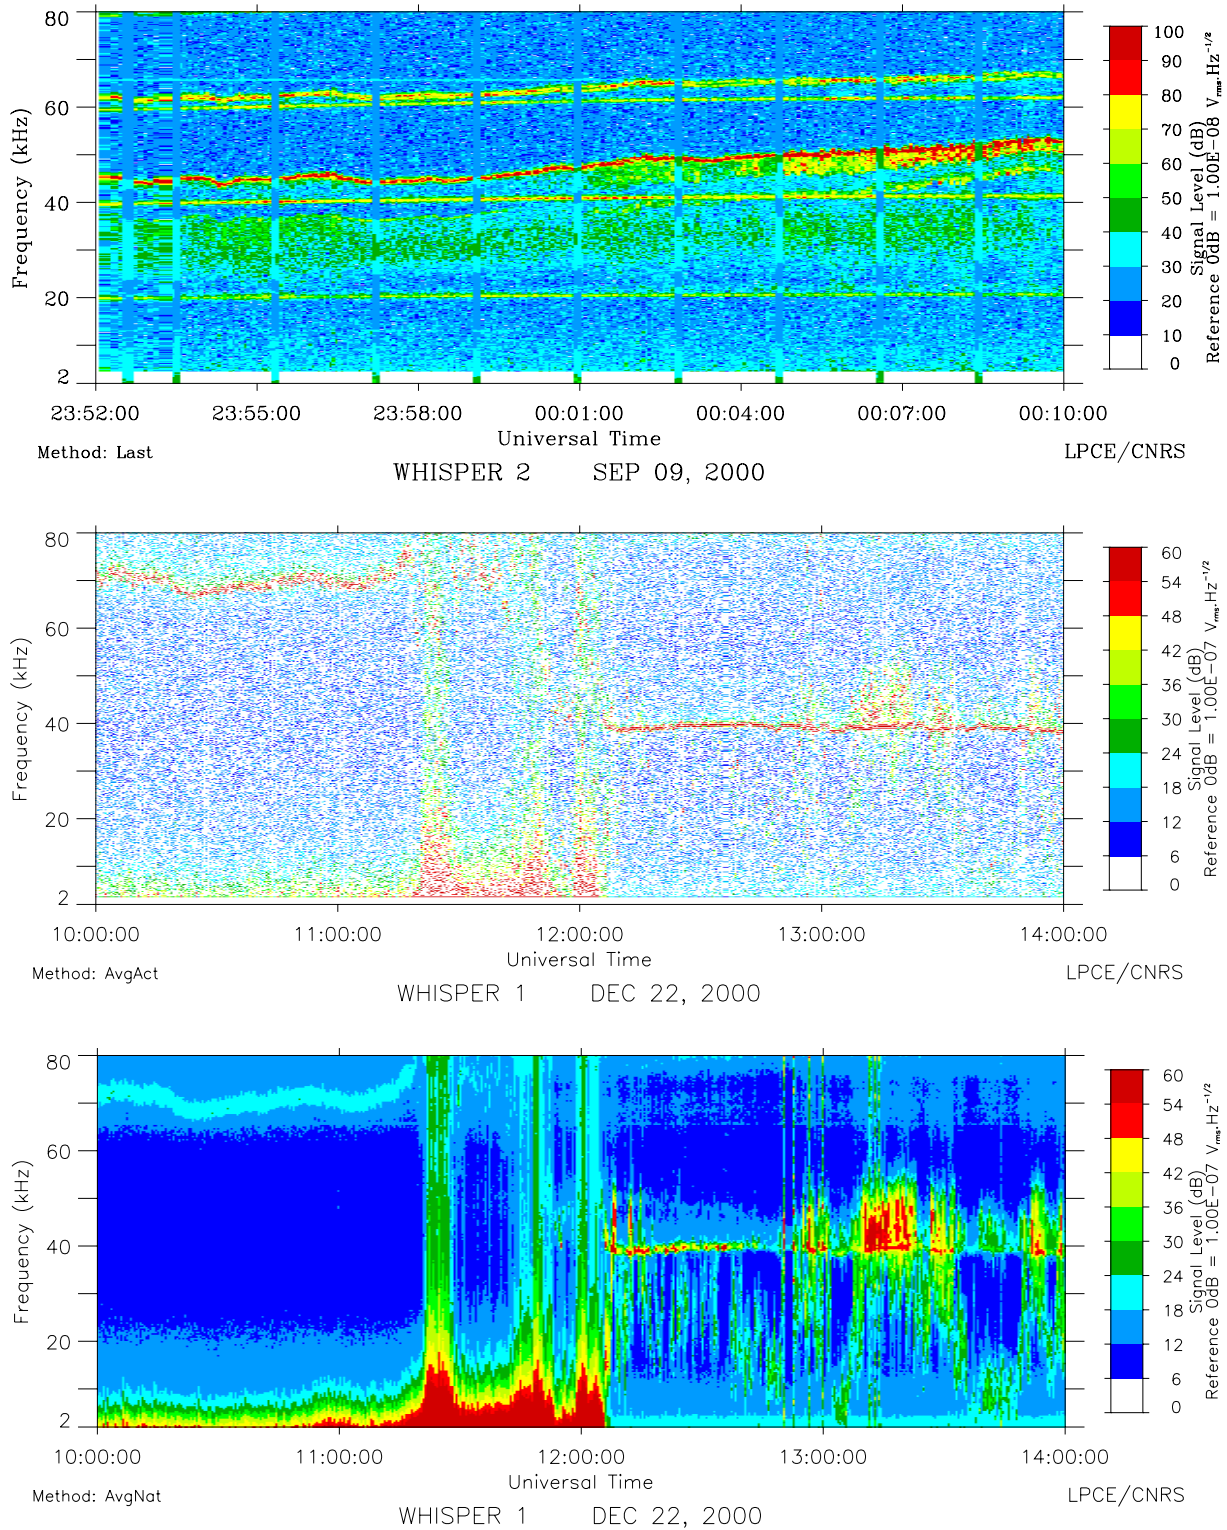 80
60
40
20
2
Frequency (kHz)
23:52:00 23:55:00 23:58:00 00:01:00 00:04:00 00:07:00 00:10:00
Universal Time
Method: Last
LPCE/CNRS
WHISPER 2 SEP 09, 2000
100
90
80
70
60
50
40
30
20
10
0
Signal Level (dB)
Reference 0dB = 1.00E-08 Vrms.Hz-1/2
80
60
40
20
2
Frequency (kHz)
10:00:00 11:00:00 12:00:00 13:00:00 14:00:00
Universal Time
Method: AvgAct
LPCE/CNRS
WHISPER 1 DEC 22, 2000
60
54
48
42
36
30
24
18
12
6
0
Signal Level (dB)
Reference 0dB = 1.00E-07 Vrms.Hz-1/2
80
60
40
20
2
Frequency (kHz)
10:00:00 11:00:00 12:00:00 13:00:00 14:00:00
Universal Time
Method: AvgNat
LPCE/CNRS
WHISPER 1 DEC 22, 2000
60
54
48
42
36
30
24
18
12
6
0
Signal Level (dB)
Reference 0dB = 1.00E-07 Vrms.Hz-1/2